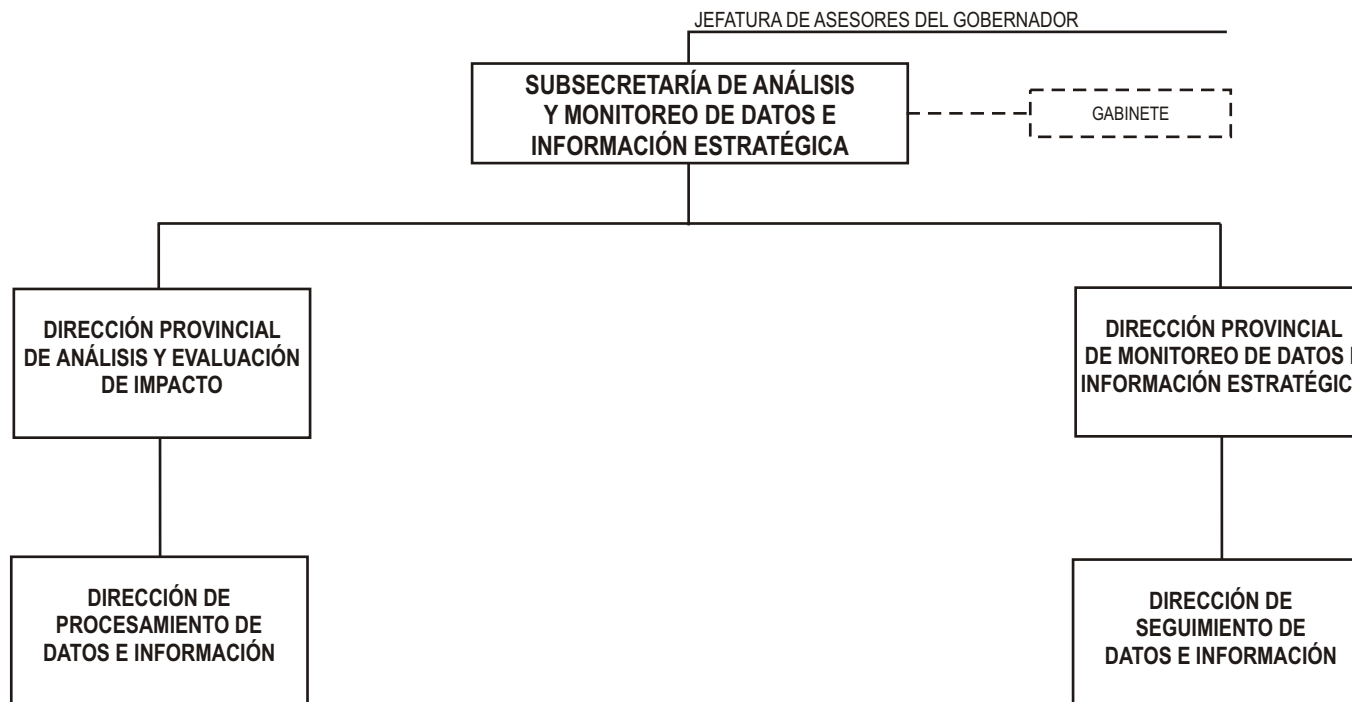 JEFATURA DE ASESORES DEL GOBERNADOR
SUBSECRETARÍA DE ANÁLISIS
Y MONITOREO DE DATOS E
INFORMACIÓN ESTRATÉGICA
GABINETE
DIRECCIÓN PROVINCIAL
DE ANÁLISIS Y EVALUACIÓN
DE IMPACTO
DIRECCIÓN PROVINCIAL
DE MONITOREO DE DATOS
INFORMACIÓN ESTRATÉGIC
DIRECCIÓN DE
PROCESAMIENTO DE
DATOS E INFORMACIÓN
DIRECCIÓN DE
SEGUIMIENTO DE
DATOS E INFORMACIÓN